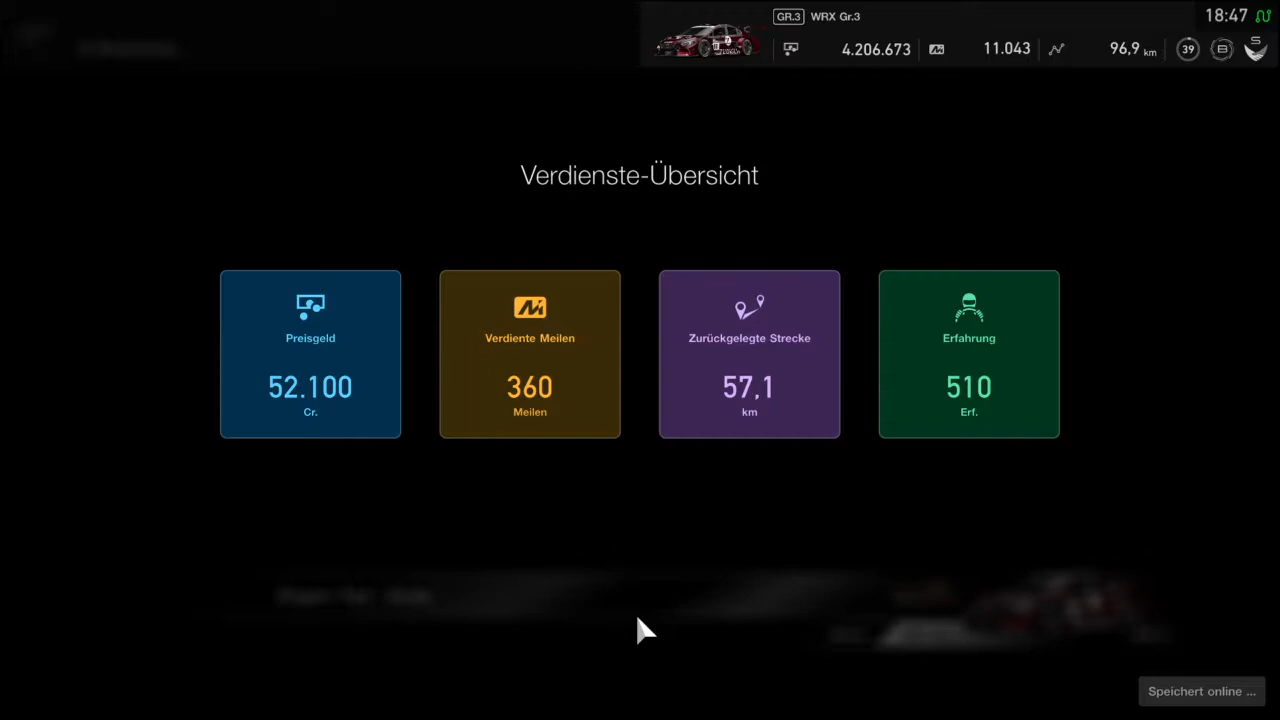 GR.3 WRX Gr.3
18:47
4.206.673 11.043 96,9 km 39 B S
Verdienste-Übersicht
Preisgeld
52.100
Cr.
Verdiente Meilen
360
Meilen
Zurückgelegte Strecke
57,1
km
Erfahrung
510
Erf.
Speichert online ...